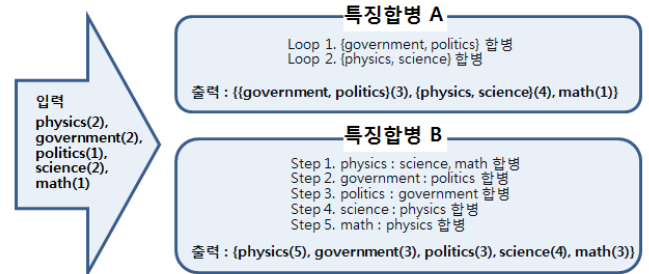 입력
physics(2),
government(2),
politics(1),
science(2),
math(1)
특징합병 A
Loop 1. {government, politics} 합병
Loop 2. {physics, science} 합병
출력 : {{government, politics}(3), {physics, science}(4), math(1)}
특징합병 B
Step 1. physics : science, math 합병
Step 2. government : politics 합병
Step 3. politics : government 합병
Step 4. science : physics 합병
Step 5. math : physics 합병
출력 : {physics(5), government(3), politics(3), science(4), math(3)}